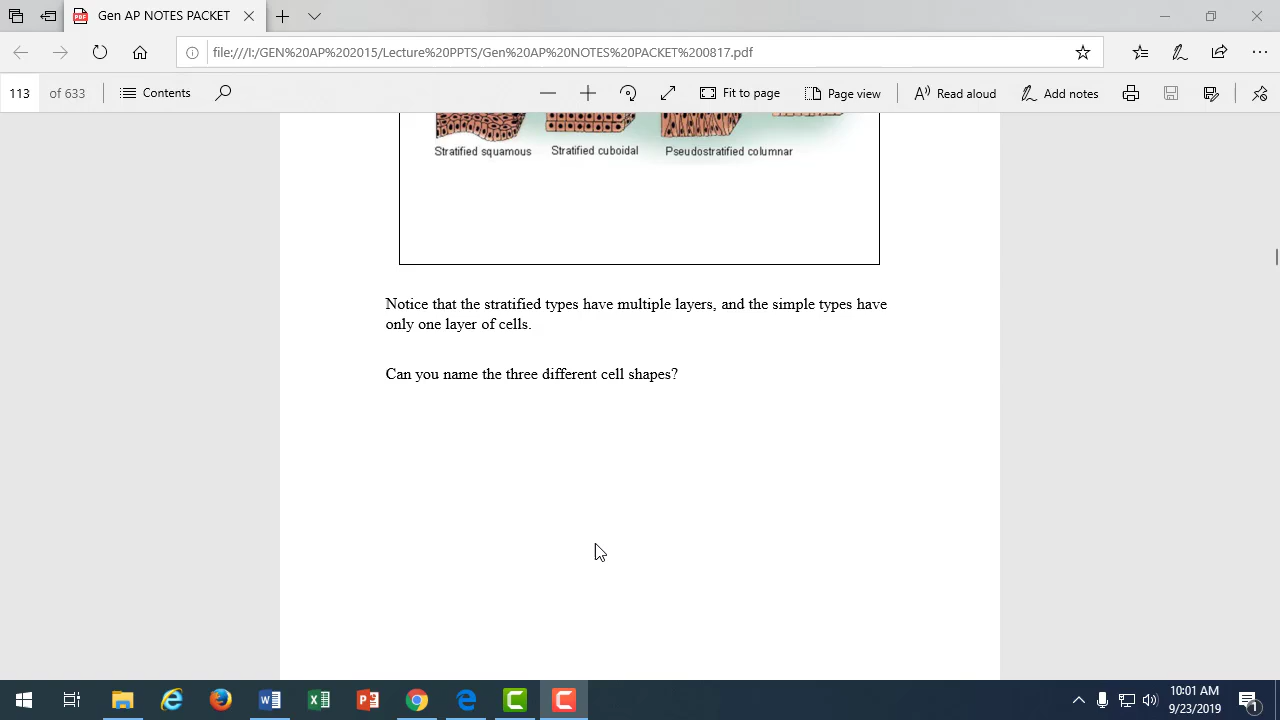 Gen AP NOTES PACKET
file:///I:/GEN%20AP%202015/Lecture%20PPTS/Gen%20AP%20NOTES%20PACKET%200817.pdf
113 of 633 Contents Fit to page Page view Read aloud Add notes
Stratified squamous Stratified cuboidal Pseudostratified columnar
Notice that the stratified types have multiple layers, and the simple types have
only one layer of cells.
Can you name the three different cell shapes?
10:01 AM
9/23/2019
1